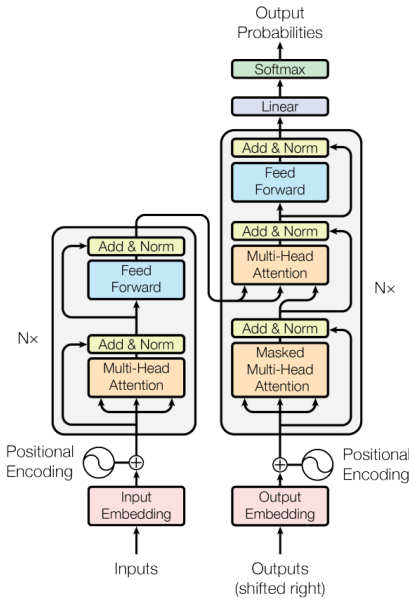 Output
Probabilities
Softmax
Linear
Add & Norm
Feed
Forward
Add & Norm
Multi-Head
Attention
Add & Norm
Masked
Multi-Head
Attention
N×
Add & Norm
Feed
Forward
Add & Norm
Multi-Head
Attention
N×
Positional
Encoding
Positional
Encoding
Input
Embedding
Output
Embedding
Inputs
Outputs
(shifted right)